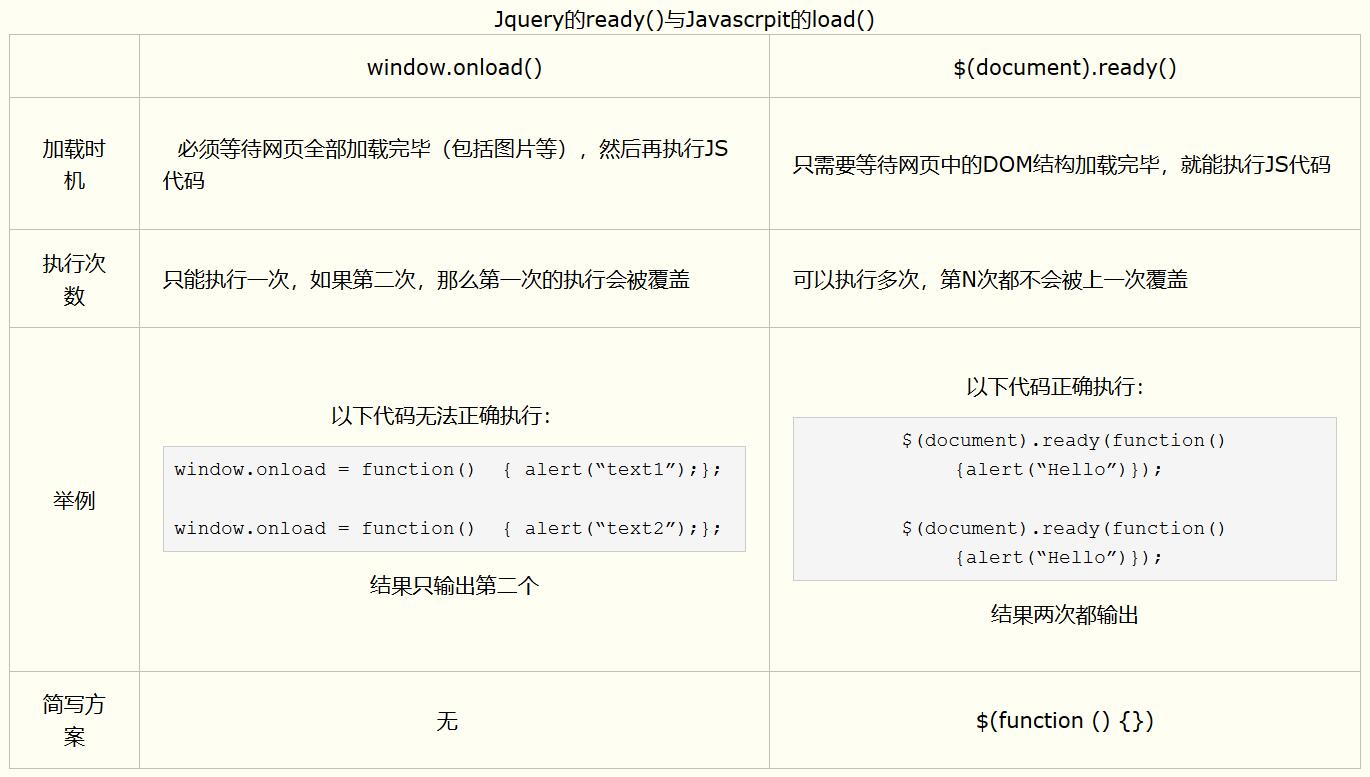 Jquery的ready()与Javascrpit的load()
window.onload()
$(document).ready()
加载时
机
必须等待网页全部加载完毕（包括图片等），然后再执行JS
代码
只需要等待网页中的DOM结构加载完毕，就能执行JS代码
执行次
数
只能执行一次，如果第二次，那么第一次的执行会被覆盖
可以执行多次，第N次都不会被上一次覆盖
举例
以下代码无法正确执行：
window.onload = function()  { alert(“text1”);};
window.onload = function()  { alert(“text2”);};
结果只输出第二个
以下代码正确执行：
$(document).ready(function()
{alert(“Hello”)});
$(document).ready(function()
{alert(“Hello”)});
结果两次都输出
简写方
案
无
$(function () {})